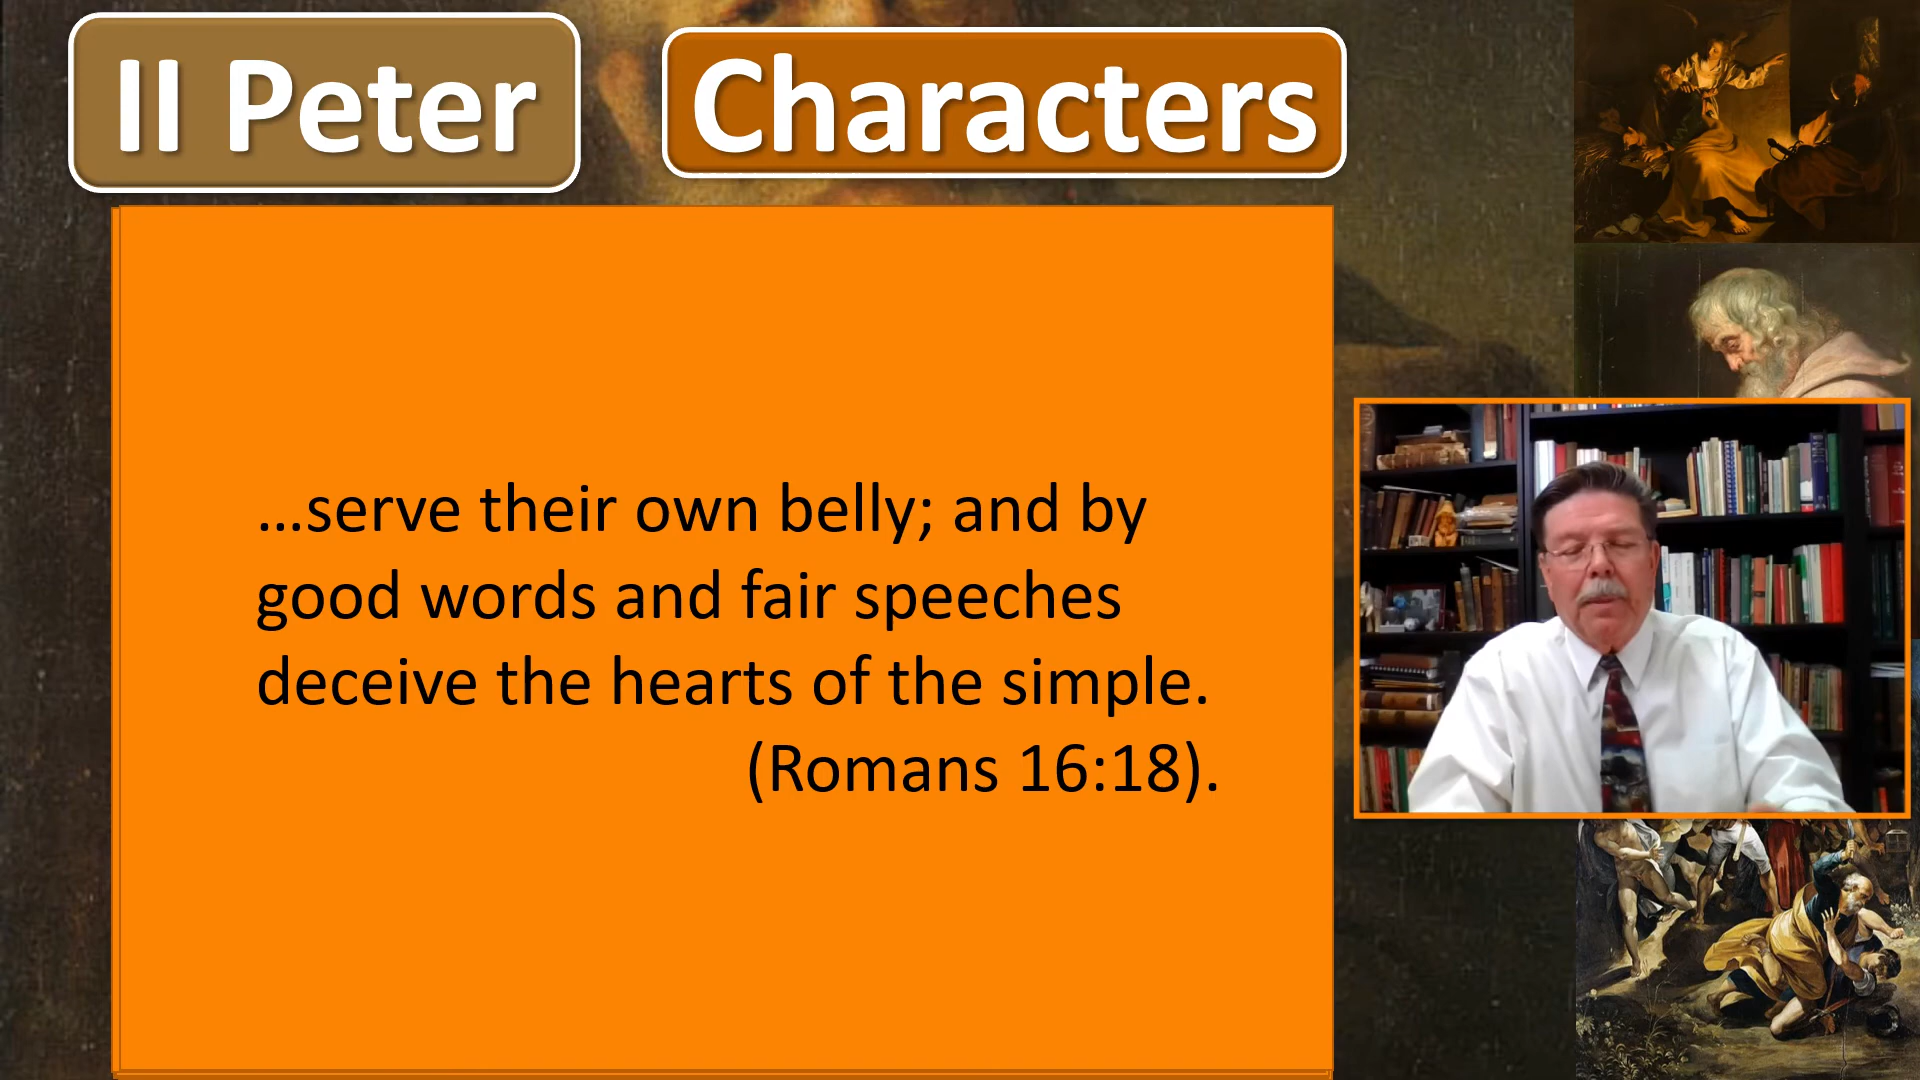 II Peter
Characters
...serve their own belly; and by
good words and fair speeches
deceive the hearts of the simple.
(Romans 16:18).